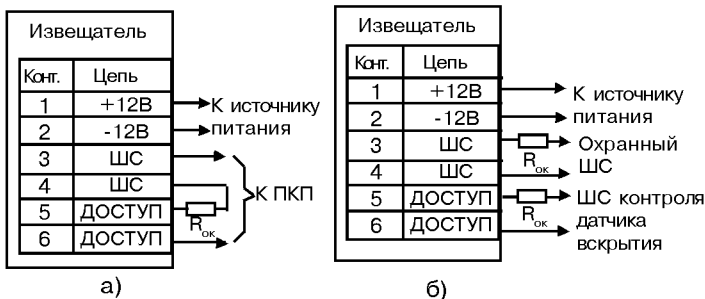 Извещатель
Конт. Цепь
1 +12В К источнику
2 -12В питания
3 ШС
4 ШС К ПКП
5 ДОСТУП Rок
6 ДОСТУП
а)
Извещатель
Конт. Цепь
1 +12В К источнику
2 -12В питания
3 ШС Rок Охранный
4 ШС ШС
5 ДОСТУП Rок ШС контроля
6 ДОСТУП датчика
вскрытия
б)